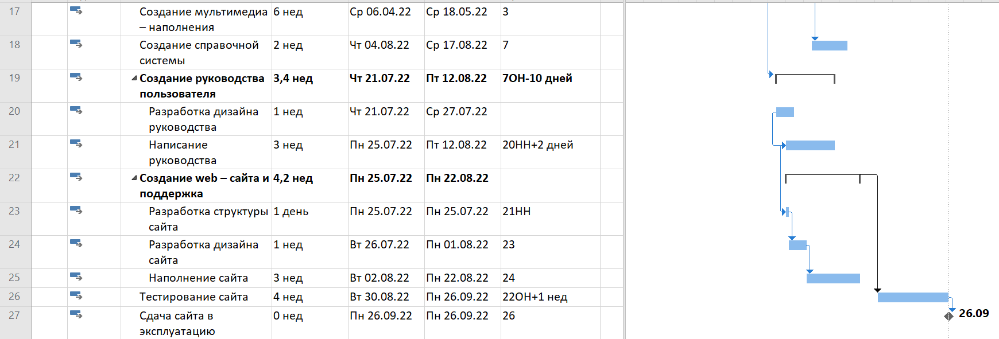 17 Создание мультимедиа 6 нед Ср 06.04.22 Ср 18.05.22 3
– наполнения
18 Создание справочной 2 нед Чт 04.08.22 Ср 17.08.22 7
системы
19 Создание руководства 3,4 нед Чт 21.07.22 Пт 12.08.22 7ОН-10 дней
пользователя
20 Разработка дизайна 1 нед Чт 21.07.22 Ср 27.07.22
руководства
21 Написание 3 нед Пн 25.07.22 Пт 12.08.22 20НН+2 дней
руководства
22 Создание web – сайта и 4,2 нед Пн 25.07.22 Пн 22.08.22
поддержка
23 Разработка структуры 1 день Пн 25.07.22 Пн 25.07.22 21НН
сайта
24 Разработка дизайна 1 нед Вт 26.07.22 Пн 01.08.22 23
сайта
25 Наполнение сайта 3 нед Вт 02.08.22 Пн 22.08.22 24
26 Тестирование сайта 4 нед Вт 30.08.22 Пн 26.09.22 22ОН+1 нед
27 Сдача сайта в 0 нед Пн 26.09.22 Пн 26.09.22 26 26.09
эксплуатацию